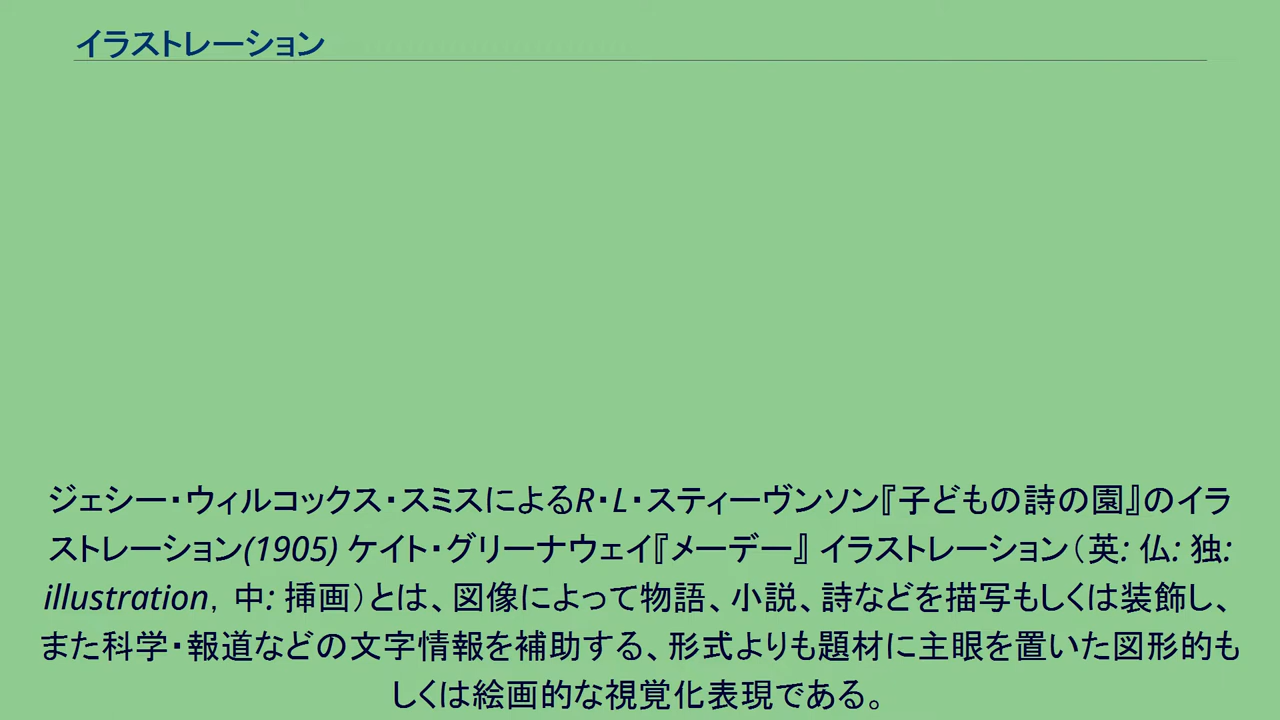 イラストレーション
ジェシー・ウィルコックス・スミスによるR・L・スティーヴンソン『子どもの詩の園』のイラ
ストレーション(1905) ケイト・グリーナウェイ『メーデー』 イラストレーション（英: 仏: 独:
illustration，中: 挿画）とは、図像によって物語、小説、詩などを描写もしくは装飾し、
また科学・報道などの文字情報を補助する、形式よりも題材に主眼を置いた図形的も
しくは絵画的な視覚化表現である。